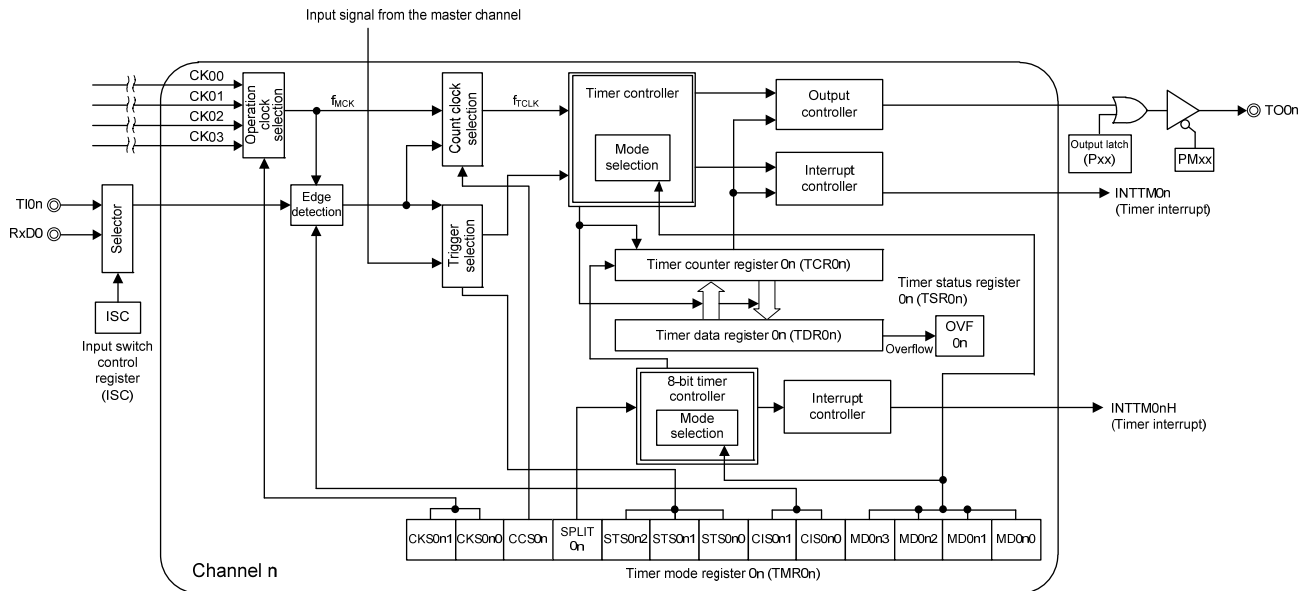 Input signal from the master channel
CK00
CK01
CK02
CK03
Operation
clock
selection
fMCK
Count clock
selection
fTCLK
Timer controller
Mode
selection
Output
controller
Output latch
(Pxx)
PMxx
TO0n
Interrupt
controller
INTTM0n
(Timer interrupt)
TI0n
RxD0
Selector
Edge
detection
Trigger
selection
ISC
Input switch
control
register
(ISC)
Timer counter register 0n (TCR0n)
Timer status register
0n (TSR0n)
Timer data register 0n (TDR0n)
Overflow
OVF
0n
8-bit timer
controller
Mode
selection
Interrupt
controller
INTTM0nH
(Timer interrupt)
CKS0n1 CKS0n0 CCS0n SPLIT 0n STS0n2 STS0n1 STS0n0 CIS0n1 CIS0n0 MD0n3 MD0n2 MD0n1 MD0n0
Channel n
Timer mode register 0n (TMR0n)